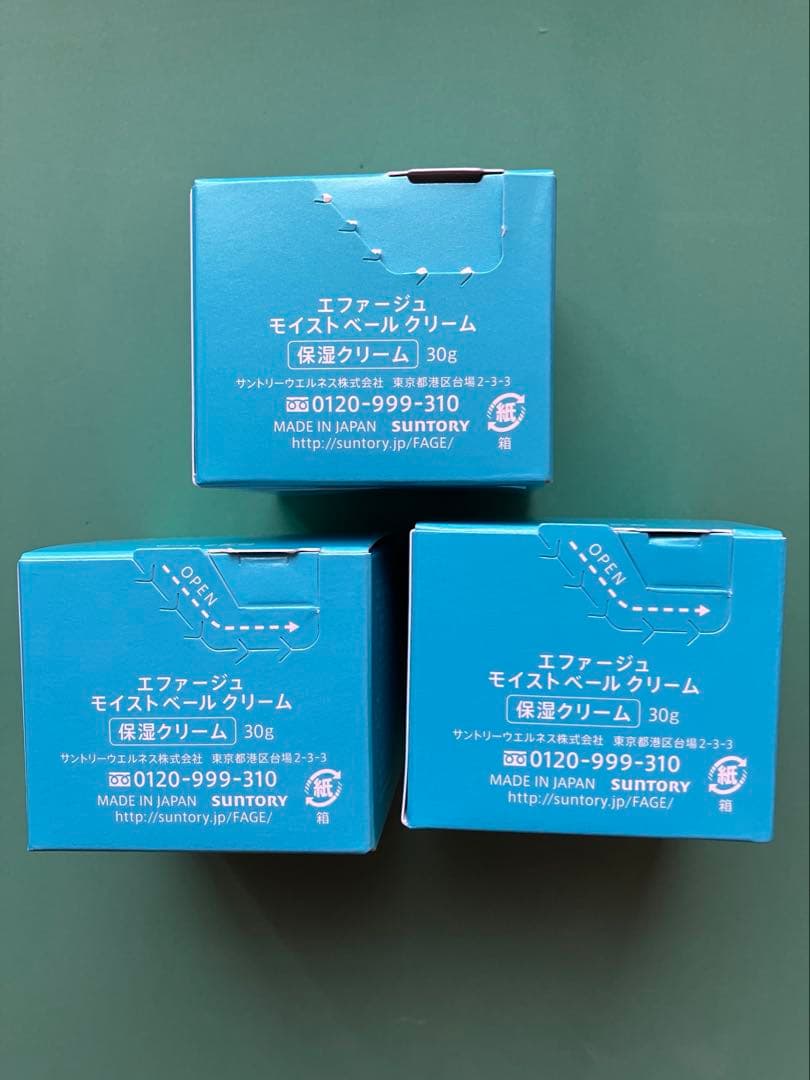 エファージュ
モイストベール クリーム
保湿クリーム 30g
サントリーウエルネス株式会社 東京都港区台場2-3-3
0120-999-310
MADE IN JAPAN SUNTORY
http://suntory.jp/FAGE/
紙
箱
OPEN
エファージュ
モイストベール クリーム
保湿クリーム 30g
サントリーウエルネス株式会社 東京都港区台場2-3-3
0120-999-310
MADE IN JAPAN SUNTORY
http://suntory.jp/FAGE/
紙
箱
OPEN
エファージュ
モイストベール クリーム
保湿クリーム 30g
サントリーウエルネス株式会社 東京都港区台場2-3-3
0120-999-310
MADE IN JAPAN SUNTORY
http://suntory.jp/FAGE/
紙
箱